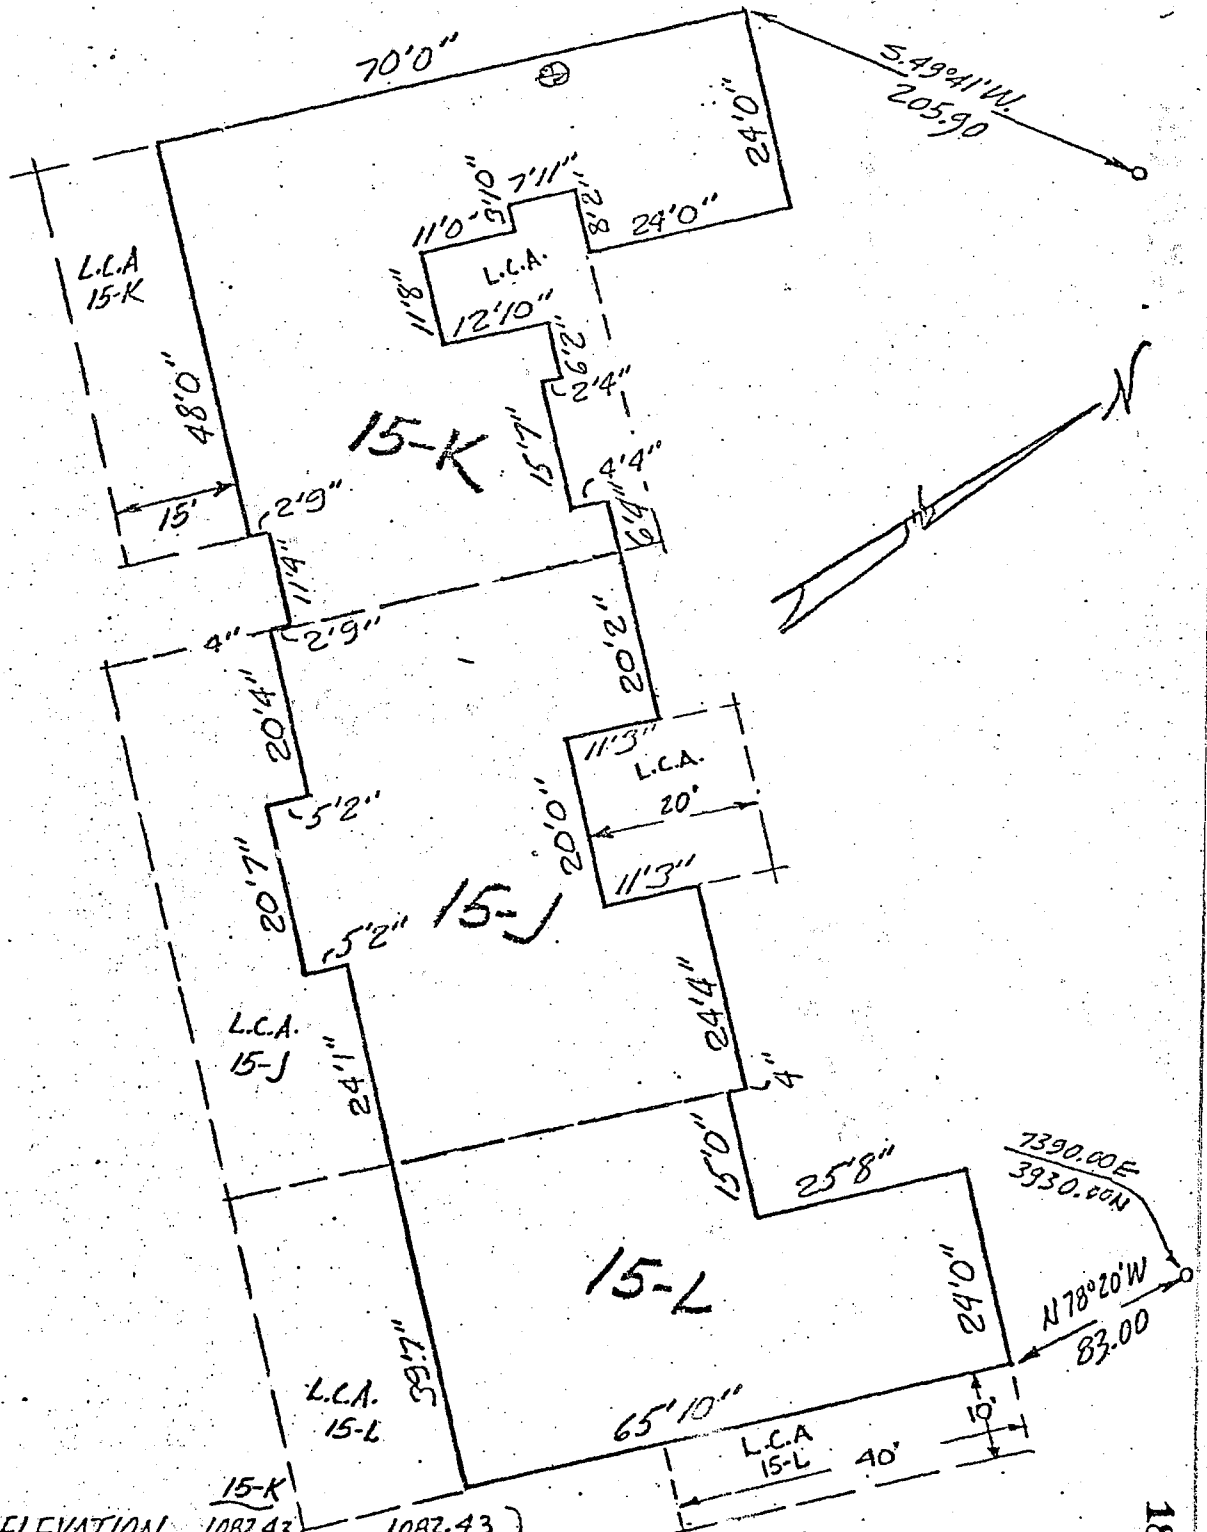 70'0"
S.49°41'W.
205.90
24'0"
7'11"
3'10"
8'2"
11'0"
24'0"
L.C.A.
L.C.A
15-K
11'8"
12'10"
6'2"
2'4"
N
48'0"
15-K
15'7"
4'4"
15'
2'9"
6'4"
11'4"
4"
2'9"
20'2"
20'4"
11'3"
L.C.A.
5'2"
20'
20'0"
20'7"
11'3"
15-J
5'2"
24'4"
L.C.A.
15-J
24'1"
4"
15'0"
25'8"
7390.00E
3930.00N
15-L
24'0"
N78°20'W
83.00
39'7"
L.C.A.
15-L
65'10"
10'
L.C.A
15-L
40'
15-K
ELEVATION 1087.43 1087.43 }
18